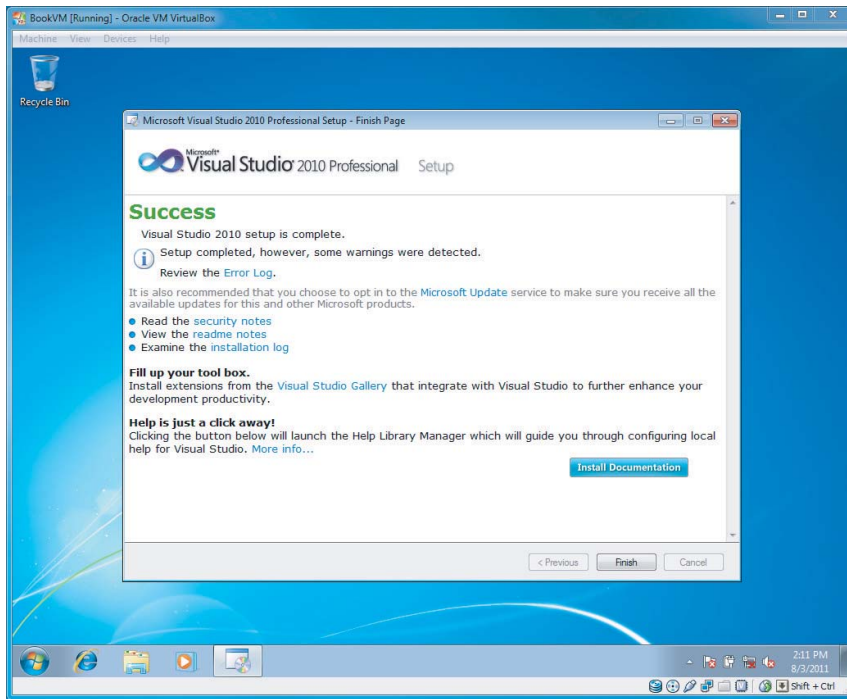 BookVM [Running] - Oracle VM VirtualBox
Machine View Devices Help
Recycle Bin
Microsoft Visual Studio 2010 Professional Setup - Finish Page
Microsoft®
Visual Studio® 2010 Professional Setup
Success
Visual Studio 2010 setup is complete.
Setup completed, however, some warnings were detected.
Review the Error Log.
It is also recommended that you choose to opt in to the Microsoft Update service to make sure you receive all the
available updates for this and other Microsoft products.
Read the security notes
View the readme notes
Examine the installation log
Fill up your tool box.
Install extensions from the Visual Studio Gallery that integrate with Visual Studio to further enhance your
development productivity.
Help is just a click away!
Clicking the button below will launch the Help Library Manager which will guide you through configuring local
help for Visual Studio. More info...
Install Documentation
< Previous Finish Cancel
2:11 PM
8/3/2011
Shift + Ctrl